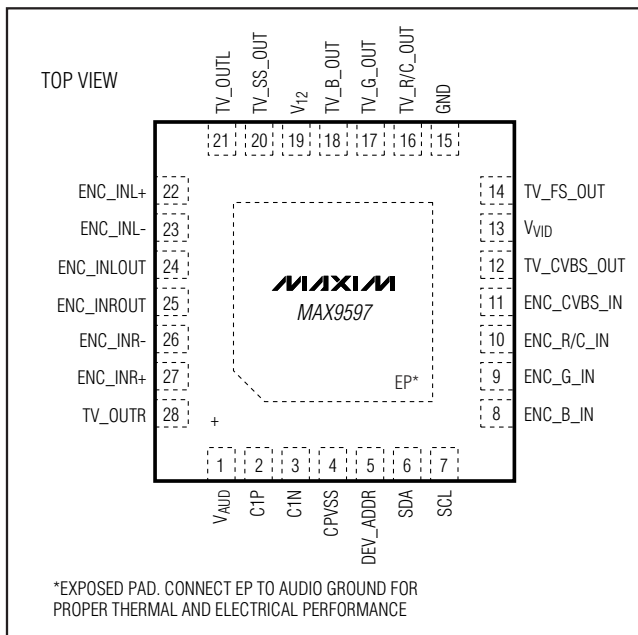 TOP VIEW
TV_OUTL
TV_SS_OUT
V12
TV_B_OUT
TV_G_OUT
TV_R/C_OUT
GND
21 20 19 18 17 16 15
ENC_INL+ 22
ENC_INL- 23
ENC_INLOUT 24
ENC_INROUT 25
ENC_INR- 26
ENC_INR+ 27
TV_OUTR 28
14 TV_FS_OUT
13 VVID
12 TV_CVBS_OUT
11 ENC_CVBS_IN
10 ENC_R/C_IN
9 ENC_G_IN
8 ENC_B_IN
MAXIM
MAX9597
EP*
+
1 2 3 4 5 6 7
VAUD
C1P
C1N
CPVSS
DEV_ADDR
SDA
SCL
*EXPOSED PAD. CONNECT EP TO AUDIO GROUND FOR
PROPER THERMAL AND ELECTRICAL PERFORMANCE